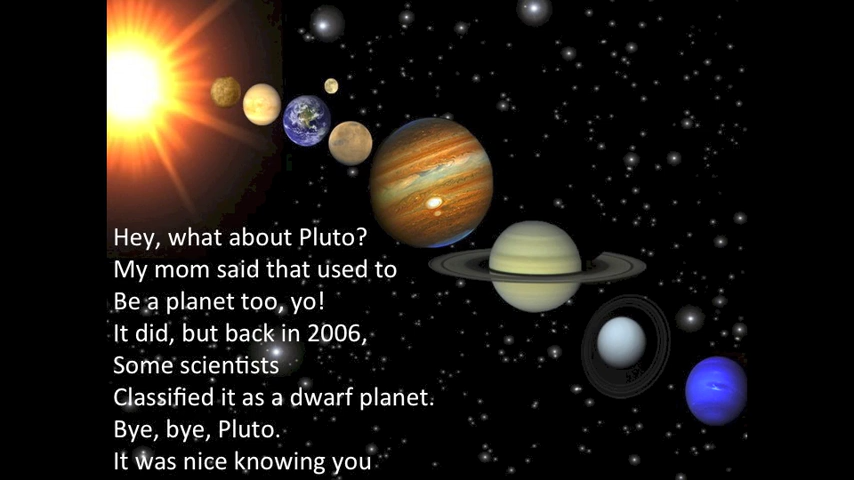 Hey, what about Pluto?
My mom said that used to
Be a planet too, yo!
It did, but back in 2006,
Some scientists
Classified it as a dwarf planet.
Bye, bye, Pluto.
It was nice knowing you